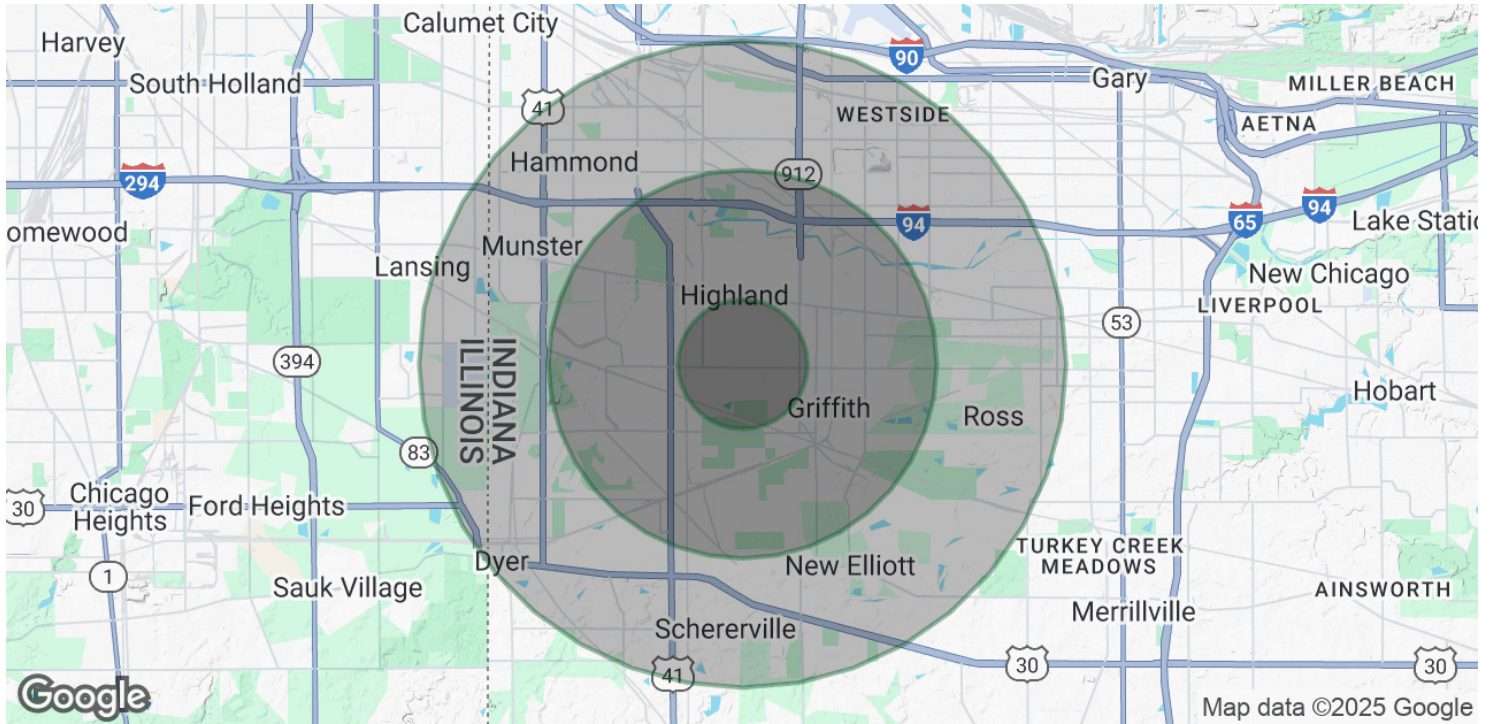 Calumet City
Harvey
90
Gary
South Holland
MILLER BEACH
41
WESTSIDE
AETNA
Hammond
912
294
94
65
94
omewood
Lake Static
Munster
Lansing
New Chicago
Highland
LIVERPOOL
53
INDIANA
ILLINOIS
394
Hobart
Griffith
Ross
83
Chicago
Heights
30
Ford Heights
Dyer
New Elliott
TURKEY CREEK
MEADOWS
1
Sauk Village
AINSWORTH
Merrillville
Schererville
41
30
30
Google
Map data ©2025 Google